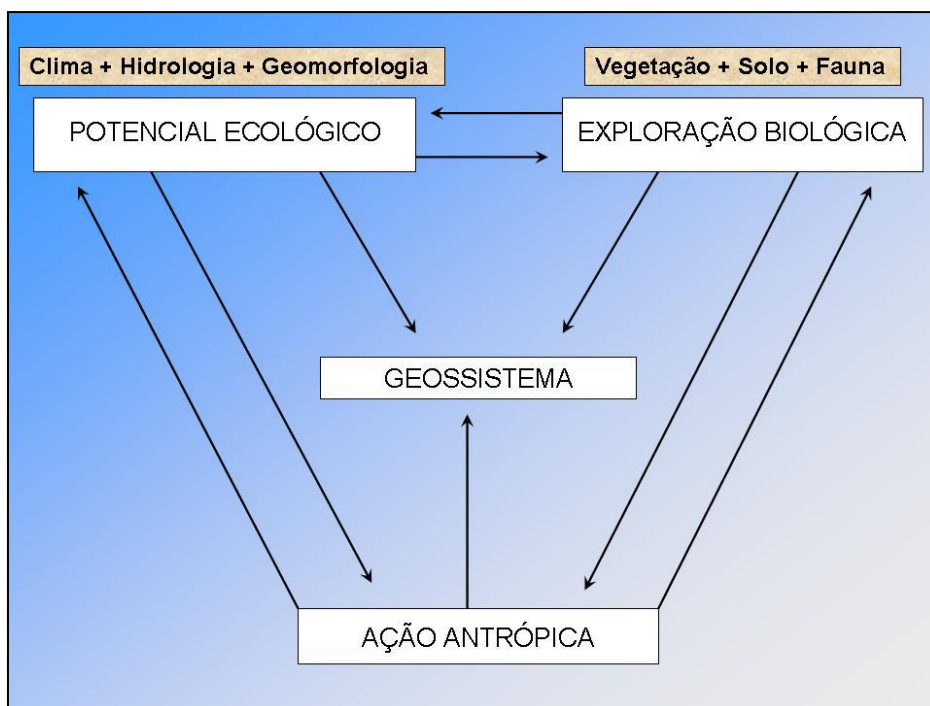 Clima + Hidrologia + Geomorfologia
Vegetação + Solo + Fauna
POTENCIAL ECOLÓGICO
EXPLORAÇÃO BIOLÓGICA
GEOSSISTEMA
AÇÃO ANTRÓPICA